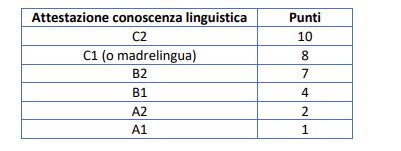 Attestazione conoscenza linguistica Punti
C2 10
C1 (o madrelingua) 8
B2 7
B1 4
A2 2
A1 1